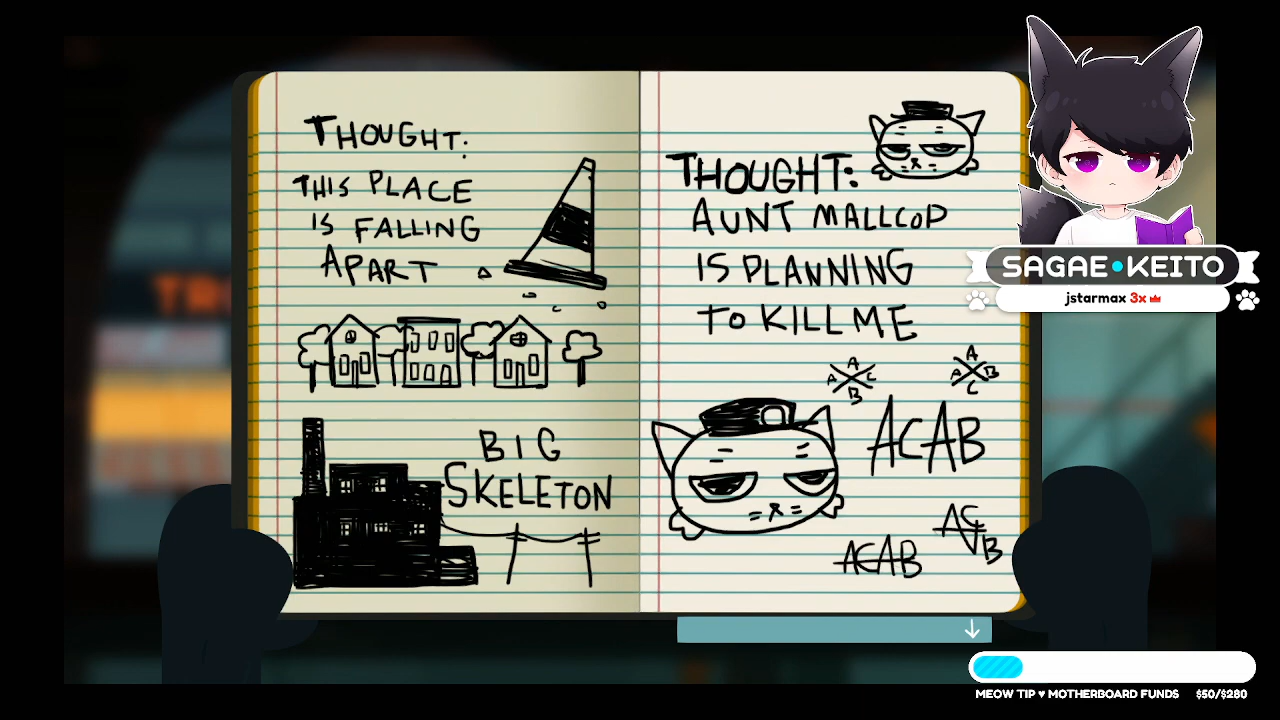 THOUGHT:
THIS PLACE
IS FALLING
APART
BIG
SKELETON
THOUGHT:
AUNT MALLCOP
IS PLANNING
TO KILL ME
A
A C
B
A
A B
C
ACAB
ACAB
ACAB
SAGAE•KEITO
jstarmax 3x
MEOW TIP ♥ MOTHERBOARD FUNDS $50/$280